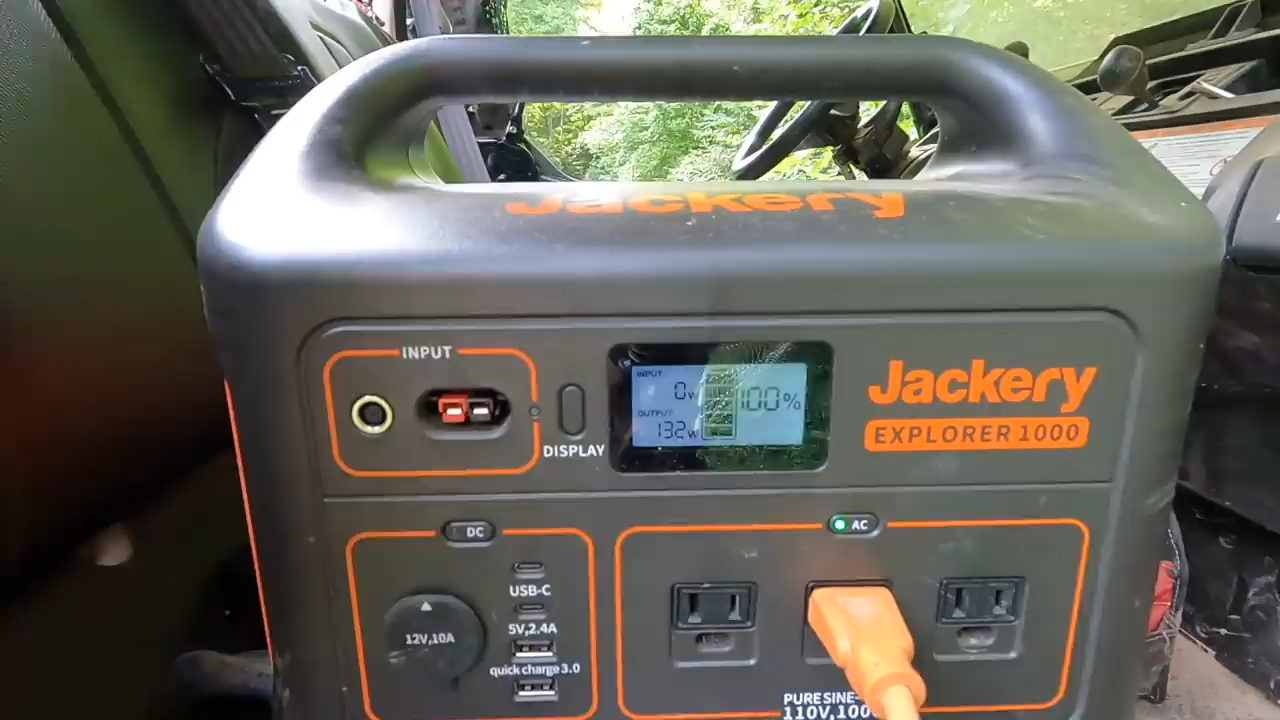 Jackery
INPUT
DISPLAY
INPUT
0W
100%
OUTPUT
132W
Jackery
EXPLORER 1000
DC
AC
USB-C
12V,10A
5V,2.4A
quick charge 3.0
PURE SINE-
110V,100